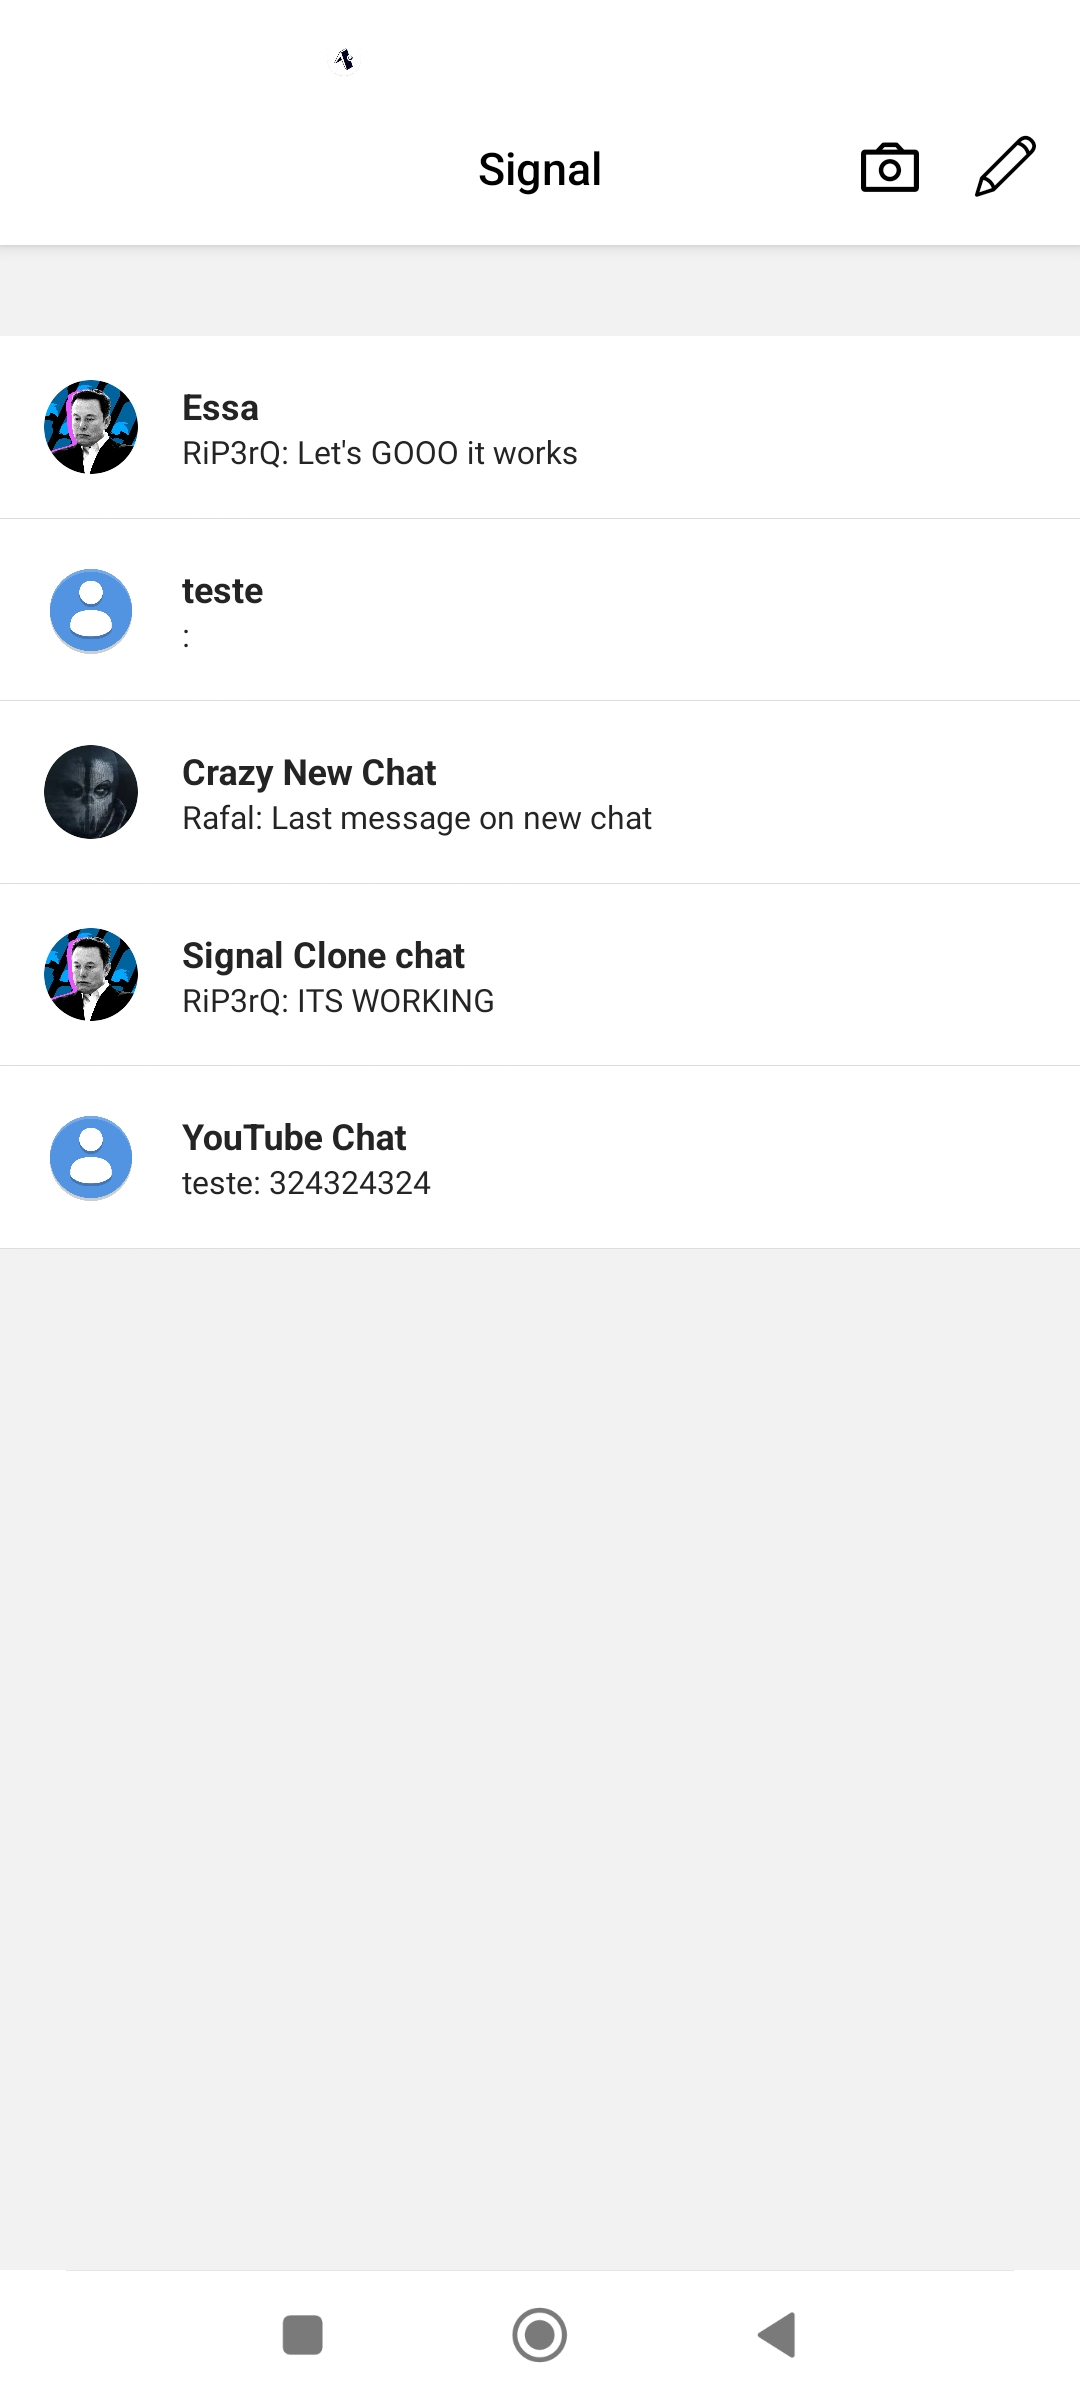 Signal
Essa
RiP3rQ: Let's GOOO it works
teste
:
Crazy New Chat
Rafal: Last message on new chat
Signal Clone chat
RiP3rQ: ITS WORKING
YouTube Chat
teste: 324324324